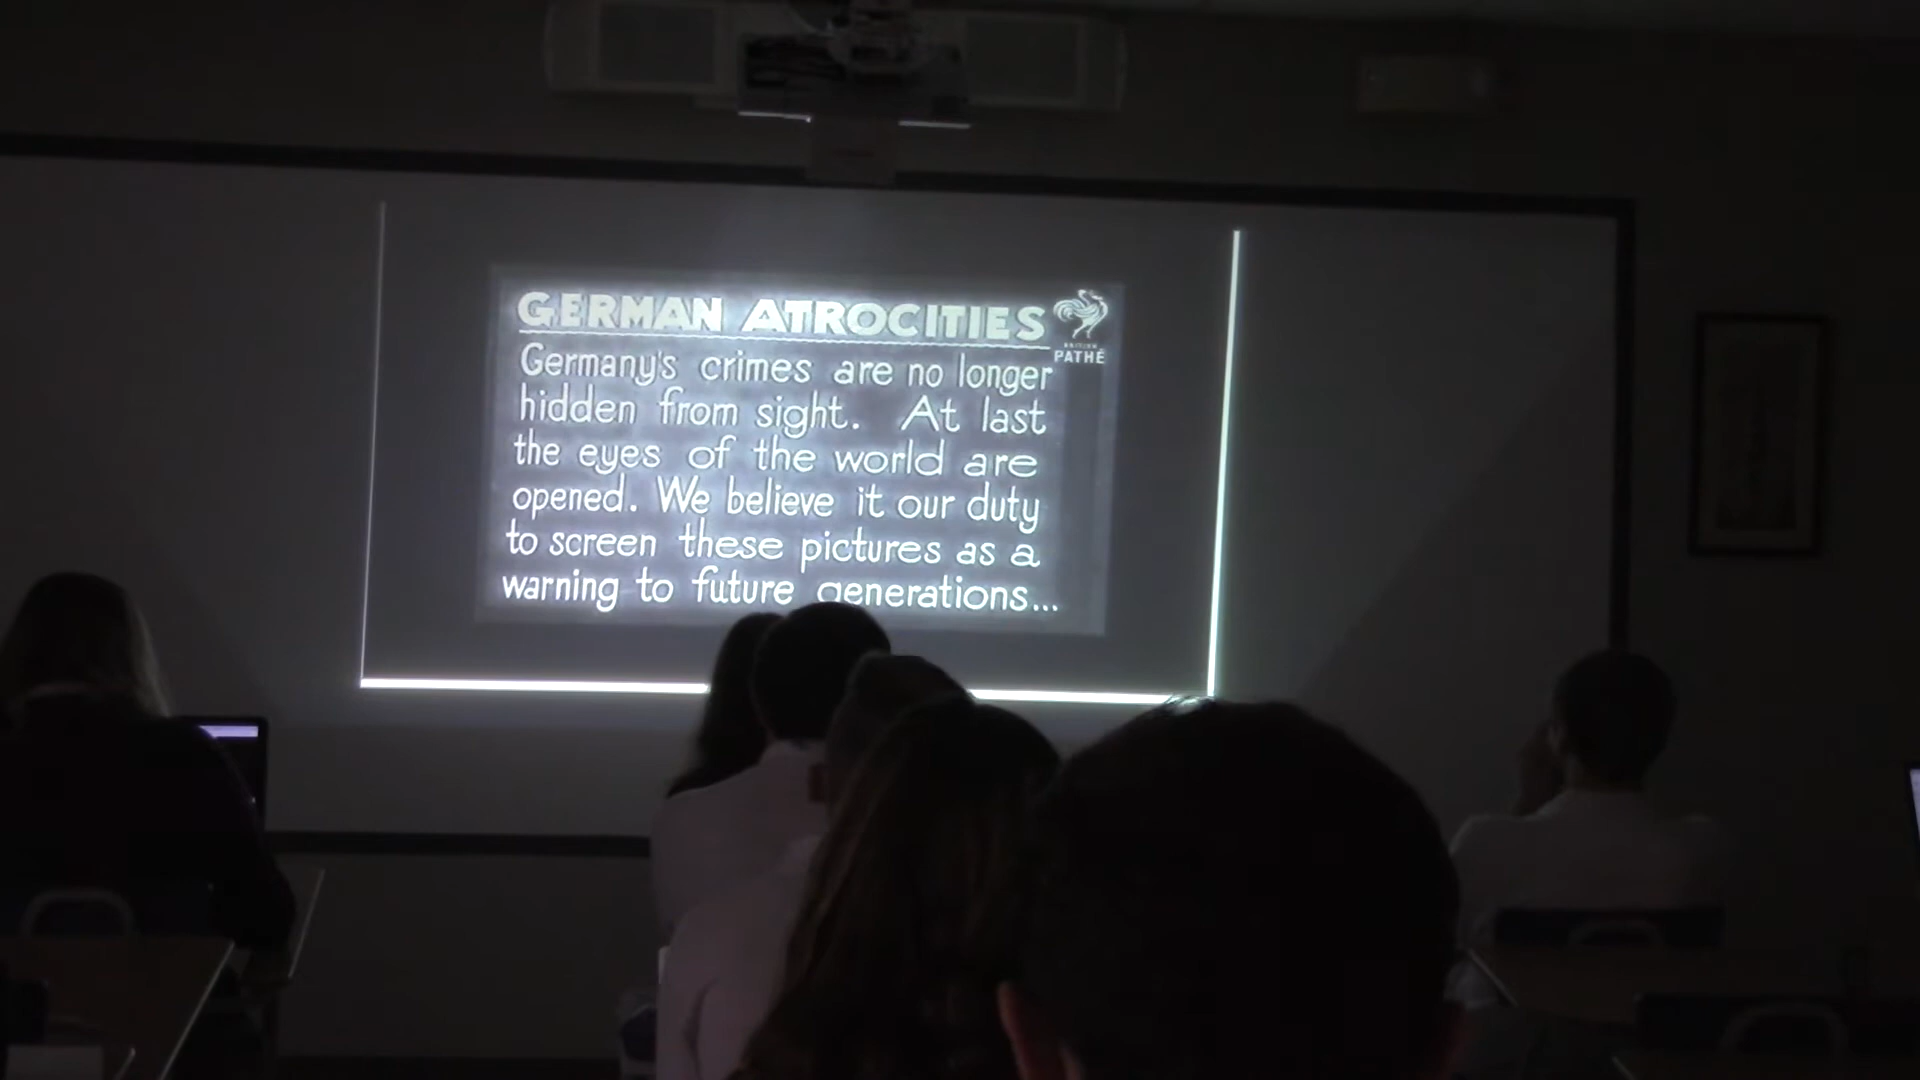 GERMAN ATROCITIES
BRITISH
PATHÉ
Germany's crimes are no longer
hidden from sight. At last
the eyes of the world are
opened. We believe it our duty
to screen these pictures as a
warning to future generations...